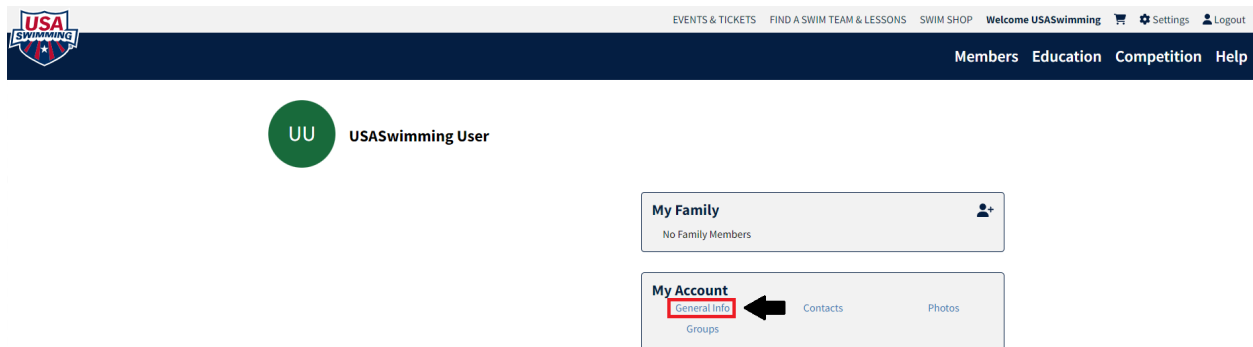 USA
SWIMMING
EVENTS & TICKETS FIND A SWIM TEAM & LESSONS SWIM SHOP Welcome USASwimming Settings Logout
Members Education Competition Help
UU
USASwimming User
My Family
No Family Members
My Account
General Info Contacts Photos
Groups